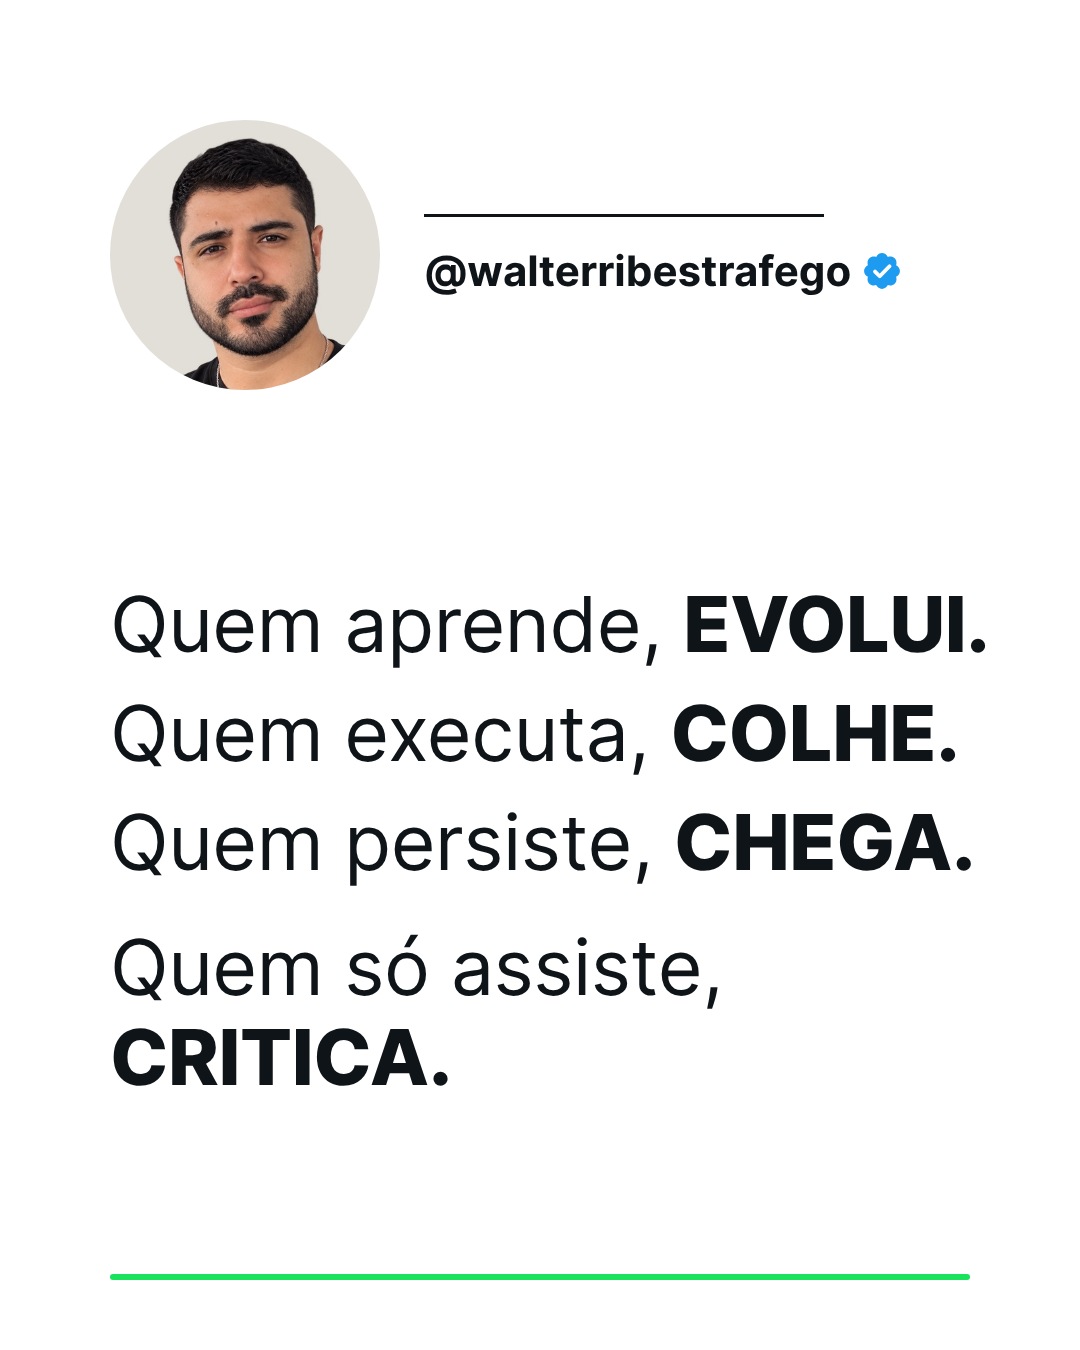 @walterribestrafego
Quem aprende, EVOLUI.
Quem executa, COLHE.
Quem persiste, CHEGA.
Quem só assiste,
CRITICA.